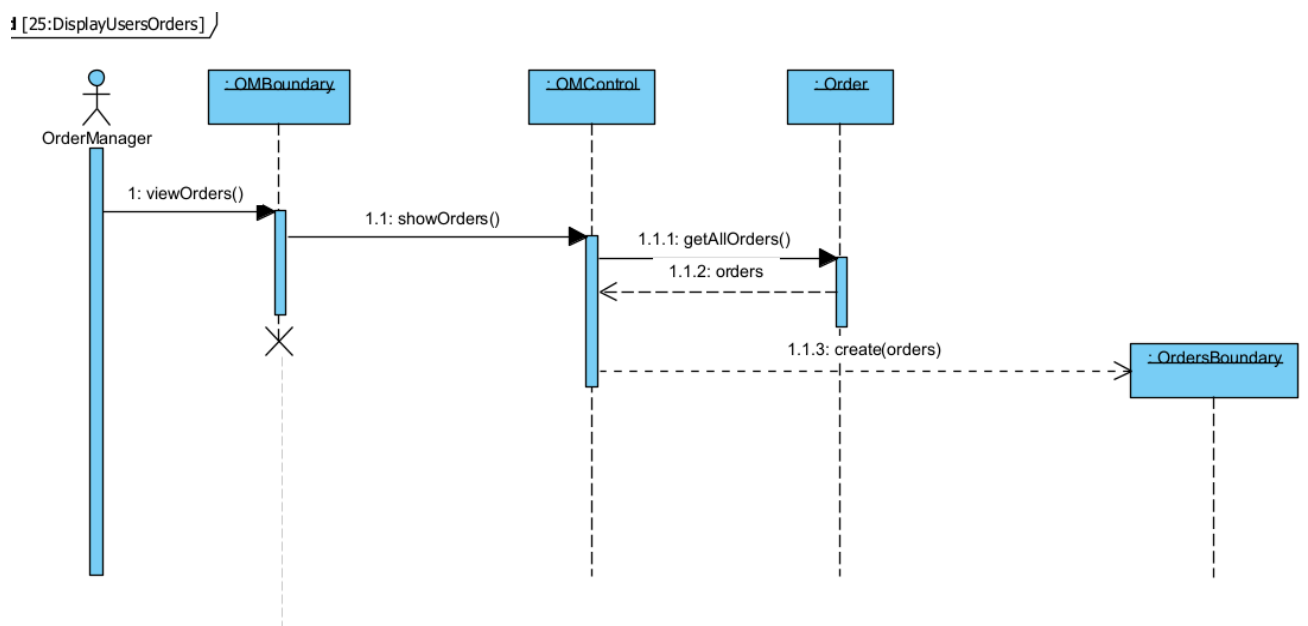 [25:DisplayUsersOrders]
: OMBoundary
: OMControl
: Order
OrderManager
1: viewOrders()
1.1: showOrders()
1.1.1: getAllOrders()
1.1.2: orders
1.1.3: create(orders)
: OrdersBoundary